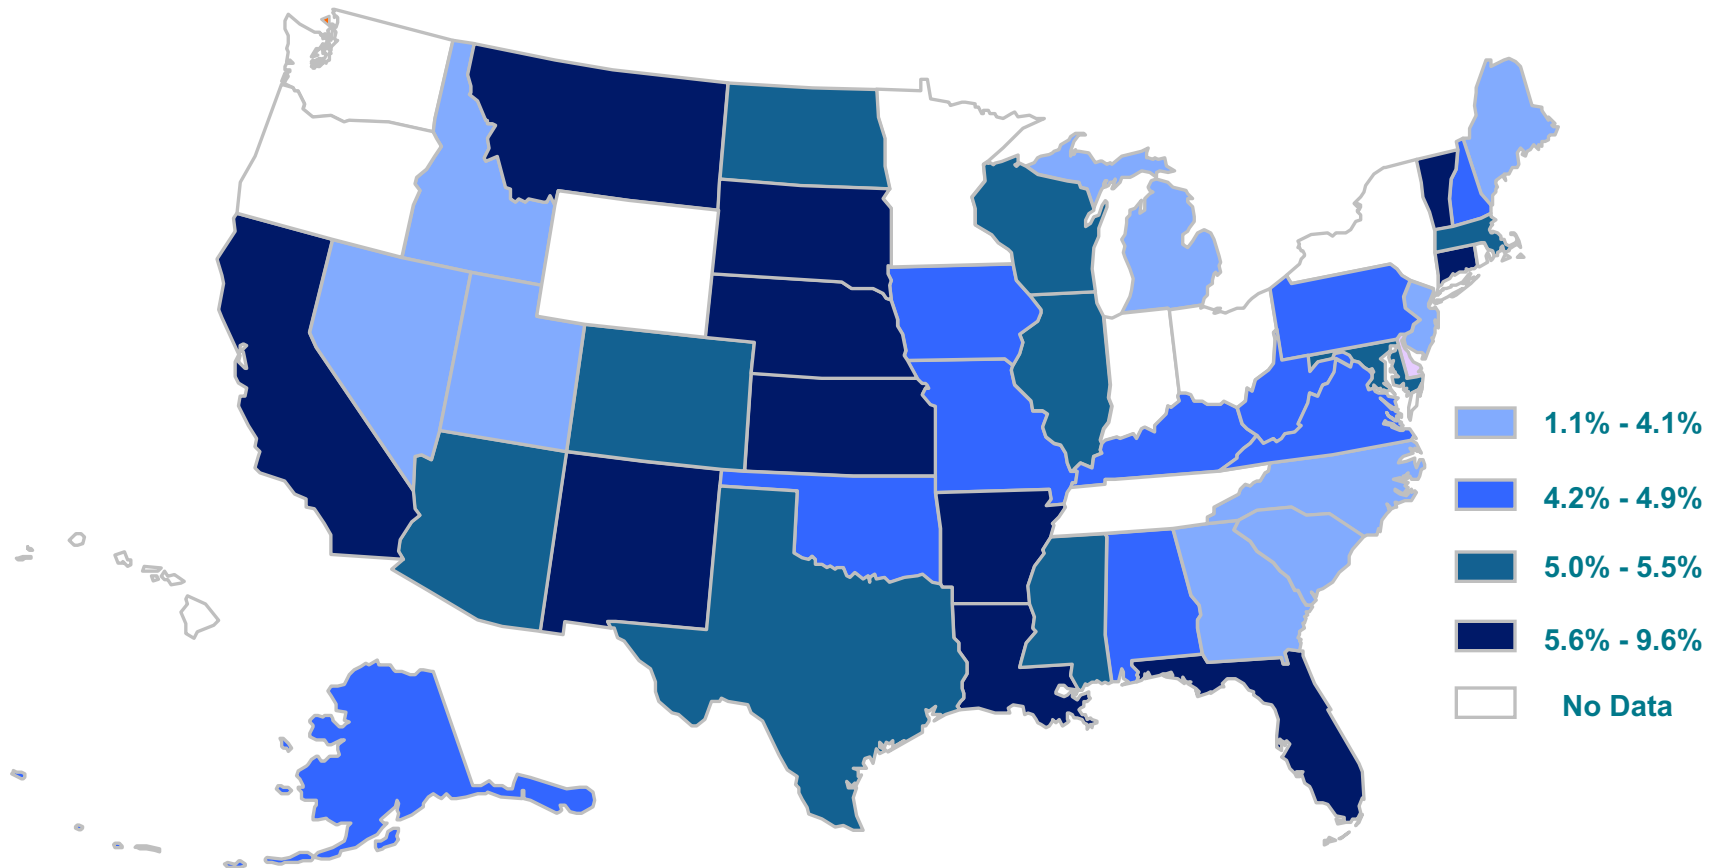 1.1% - 4.1%
4.2% - 4.9%
5.0% - 5.5%
5.6% - 9.6%
No Data